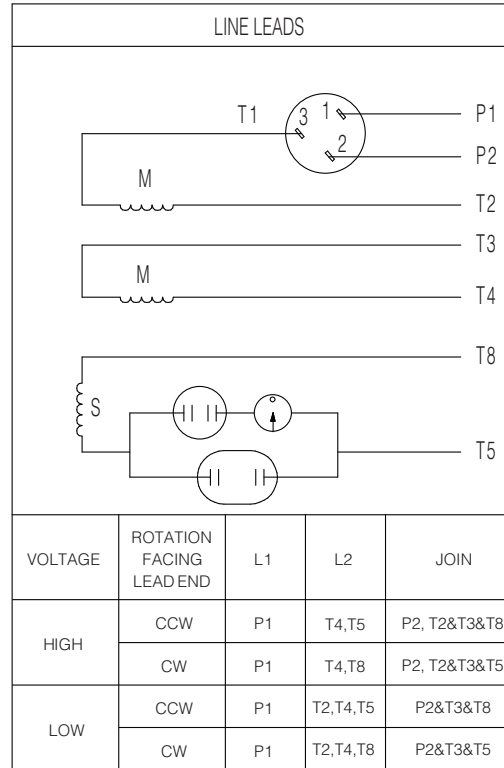 LINE LEADS
T1 3 1 P1
2 P2
M
T2
T3
M
T4
T8
S
T5
VOLTAGE ROTATION FACING LEAD END L1 L2 JOIN
HIGH CCW P1 T4,T5 P2, T2&T3&T8
CW P1 T4,T8 P2, T2&T3&T5
LOW CCW P1 T2,T4,T5 P2&T3&T8
CW P1 T2,T4,T8 P2&T3&T5